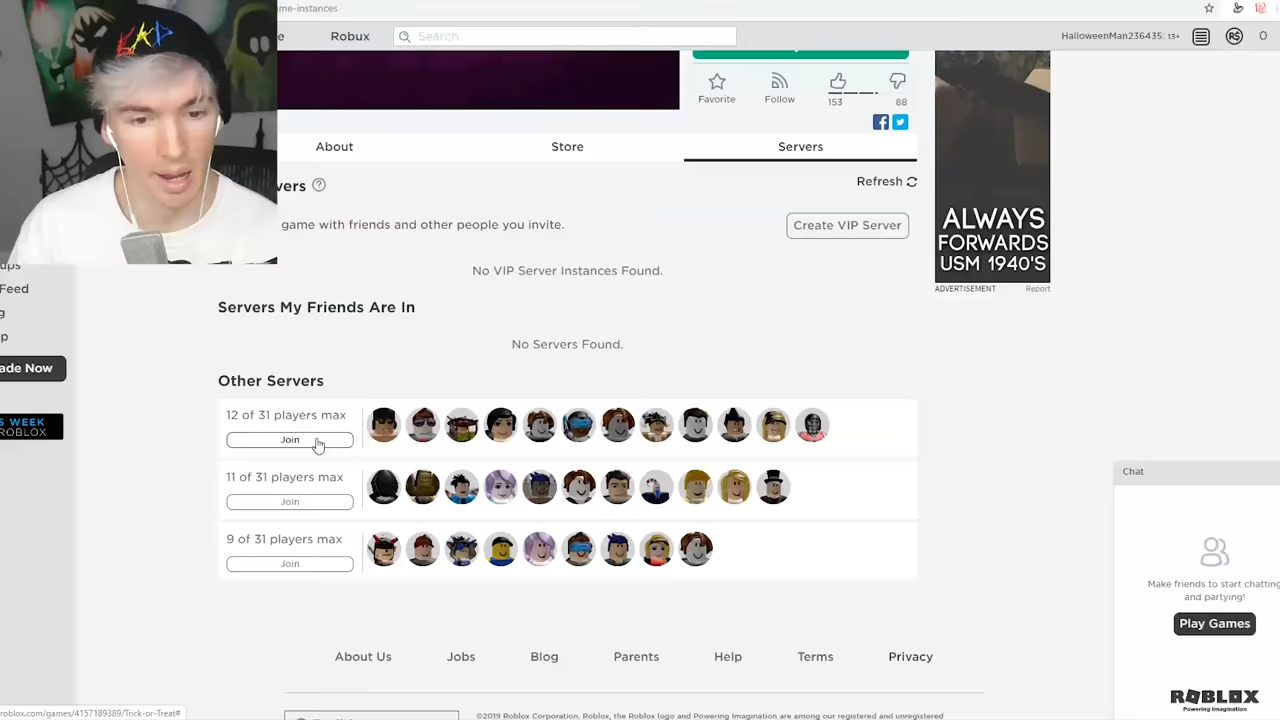 me-instances
e
Robux
Search
HalloweenMan236435: 13+
0
KAD
Favorite
Follow
153
88
About
Store
Servers
vers
Refresh
game with friends and other people you invite.
Create VIP Server
No VIP Server Instances Found.
ALWAYS
FORWARDS
USM 1940'S
ADVERTISEMENT
Report
ups
Feed
g
p
ade Now
S WEEK
ROBLOX
Servers My Friends Are In
No Servers Found.
Other Servers
12 of 31 players max
Join
11 of 31 players max
Join
9 of 31 players max
Join
Chat
Make friends to start chatting
and partying!
Play Games
About Us
Jobs
Blog
Parents
Help
Terms
Privacy
ROBLOX
Powering Imagination
roblox.com/games/4157189389/Trick-or-Treat#
©2019 Roblox Corporation. Roblox, the Roblox logo and Powering Imagination are among our registered and unregistered